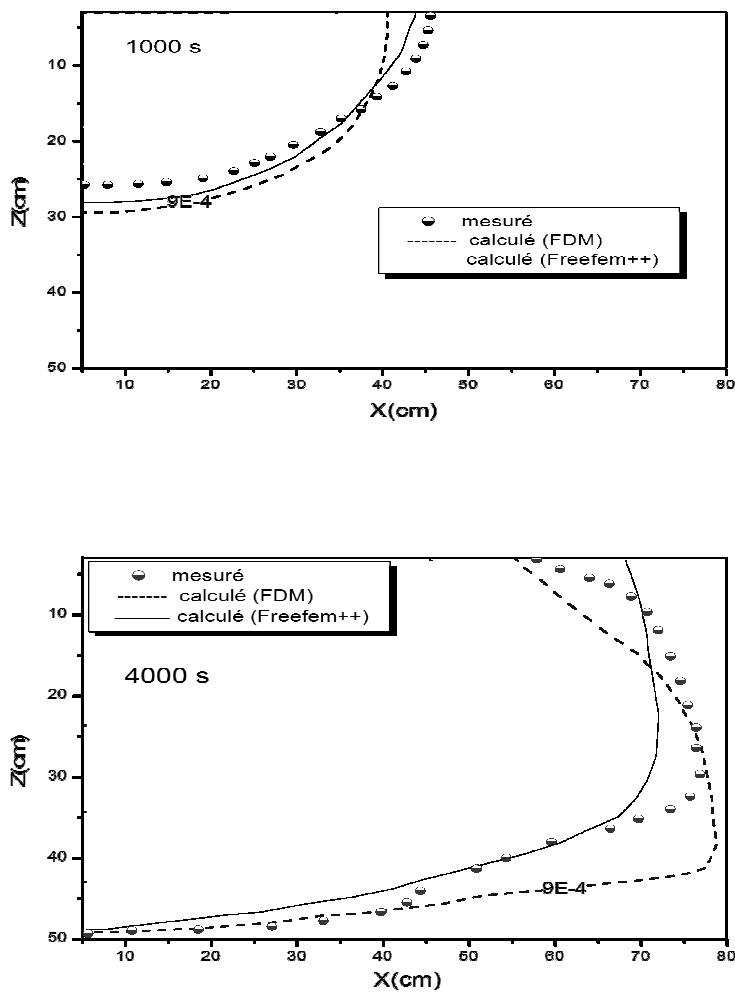 1000 s
10
20
30
40
50
Z(cm)
9E-4
mesuré
calculé (FDM)
calculé (Freefem++)
10 20 30 40 50 60 70 80
X(cm)
mesuré
calculé (FDM)
calculé (Freefem++)
4000 s
10
20
30
40
50
Z(cm)
9E-4
10 20 30 40 50 60 70 80
X(cm)